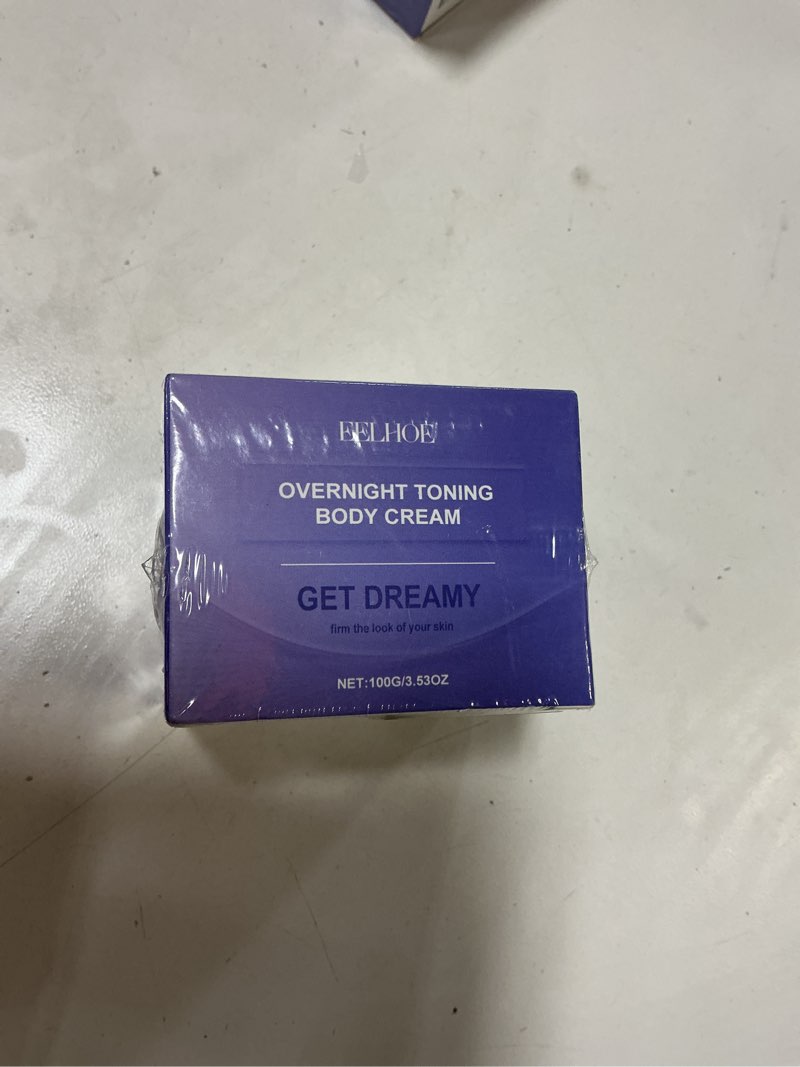 EELHOE
OVERNIGHT TONING
BODY CREAM
GET DREAMY
firm the look of your skin
NET:100G/3.53OZ